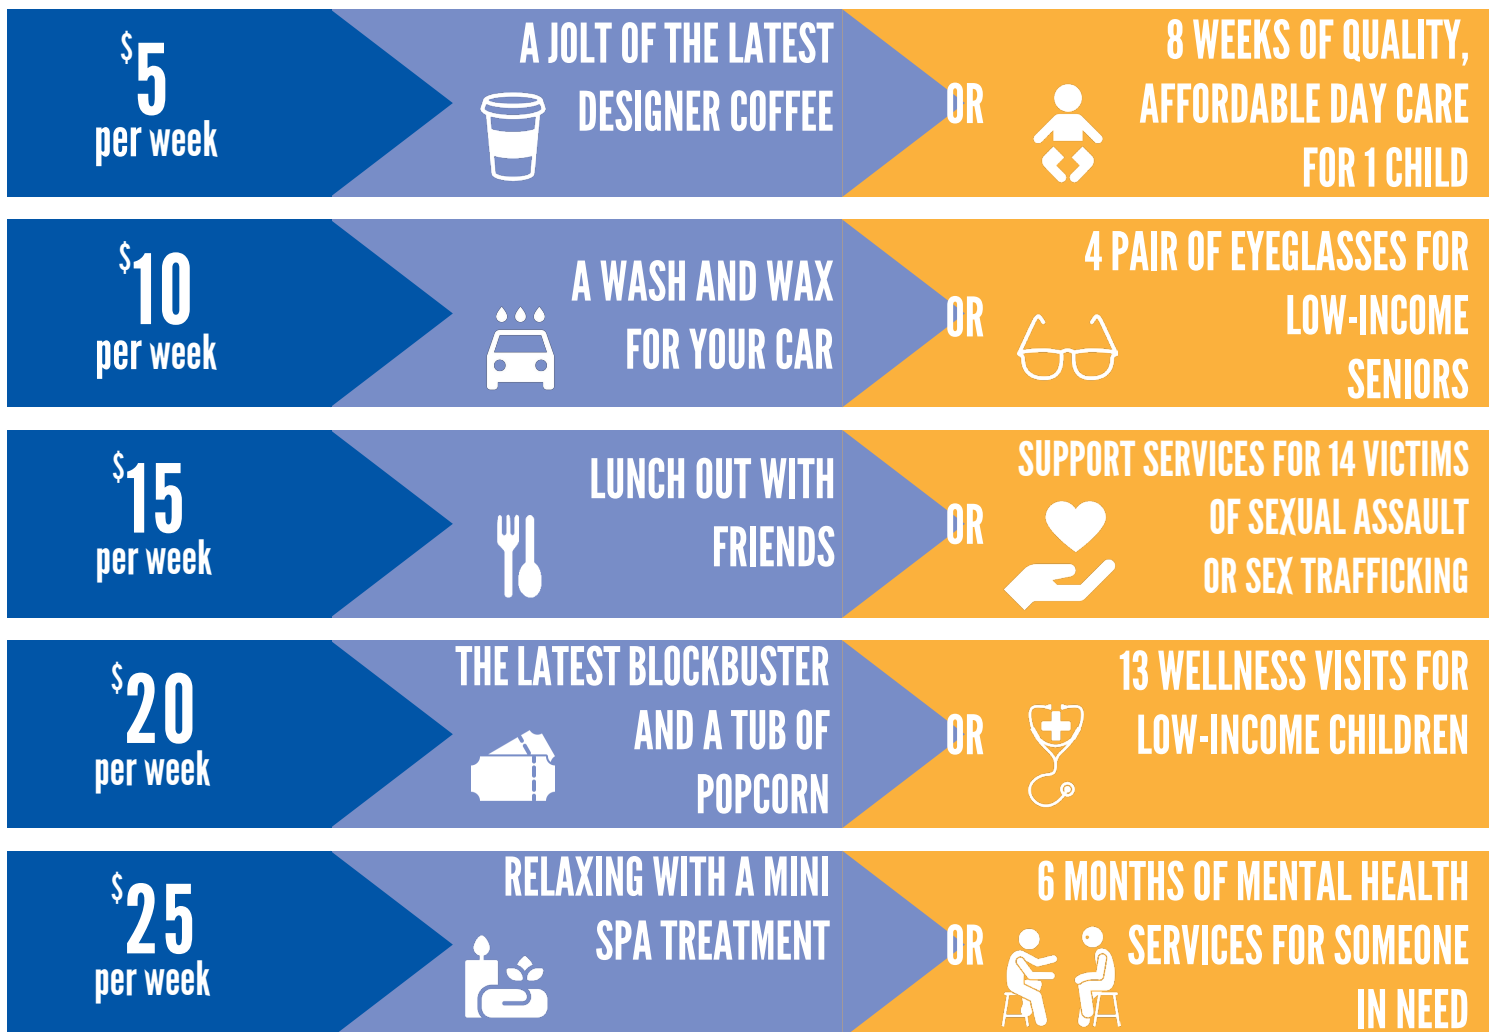 $5
per week
A JOLT OF THE LATEST
DESIGNER COFFEE
OR
8 WEEKS OF QUALITY,
AFFORDABLE DAY CARE
FOR 1 CHILD
$10
per week
A WASH AND WAX
FOR YOUR CAR
OR
4 PAIR OF EYEGLASSES FOR
LOW-INCOME
SENIORS
$15
per week
LUNCH OUT WITH
FRIENDS
OR
SUPPORT SERVICES FOR 14 VICTIMS
OF SEXUAL ASSAULT
OR SEX TRAFFICKING
$20
per week
THE LATEST BLOCKBUSTER
AND A TUB OF
POPCORN
OR
13 WELLNESS VISITS FOR
LOW-INCOME CHILDREN
$25
per week
RELAXING WITH A MINI
SPA TREATMENT
OR
6 MONTHS OF MENTAL HEALTH
SERVICES FOR SOMEONE
IN NEED